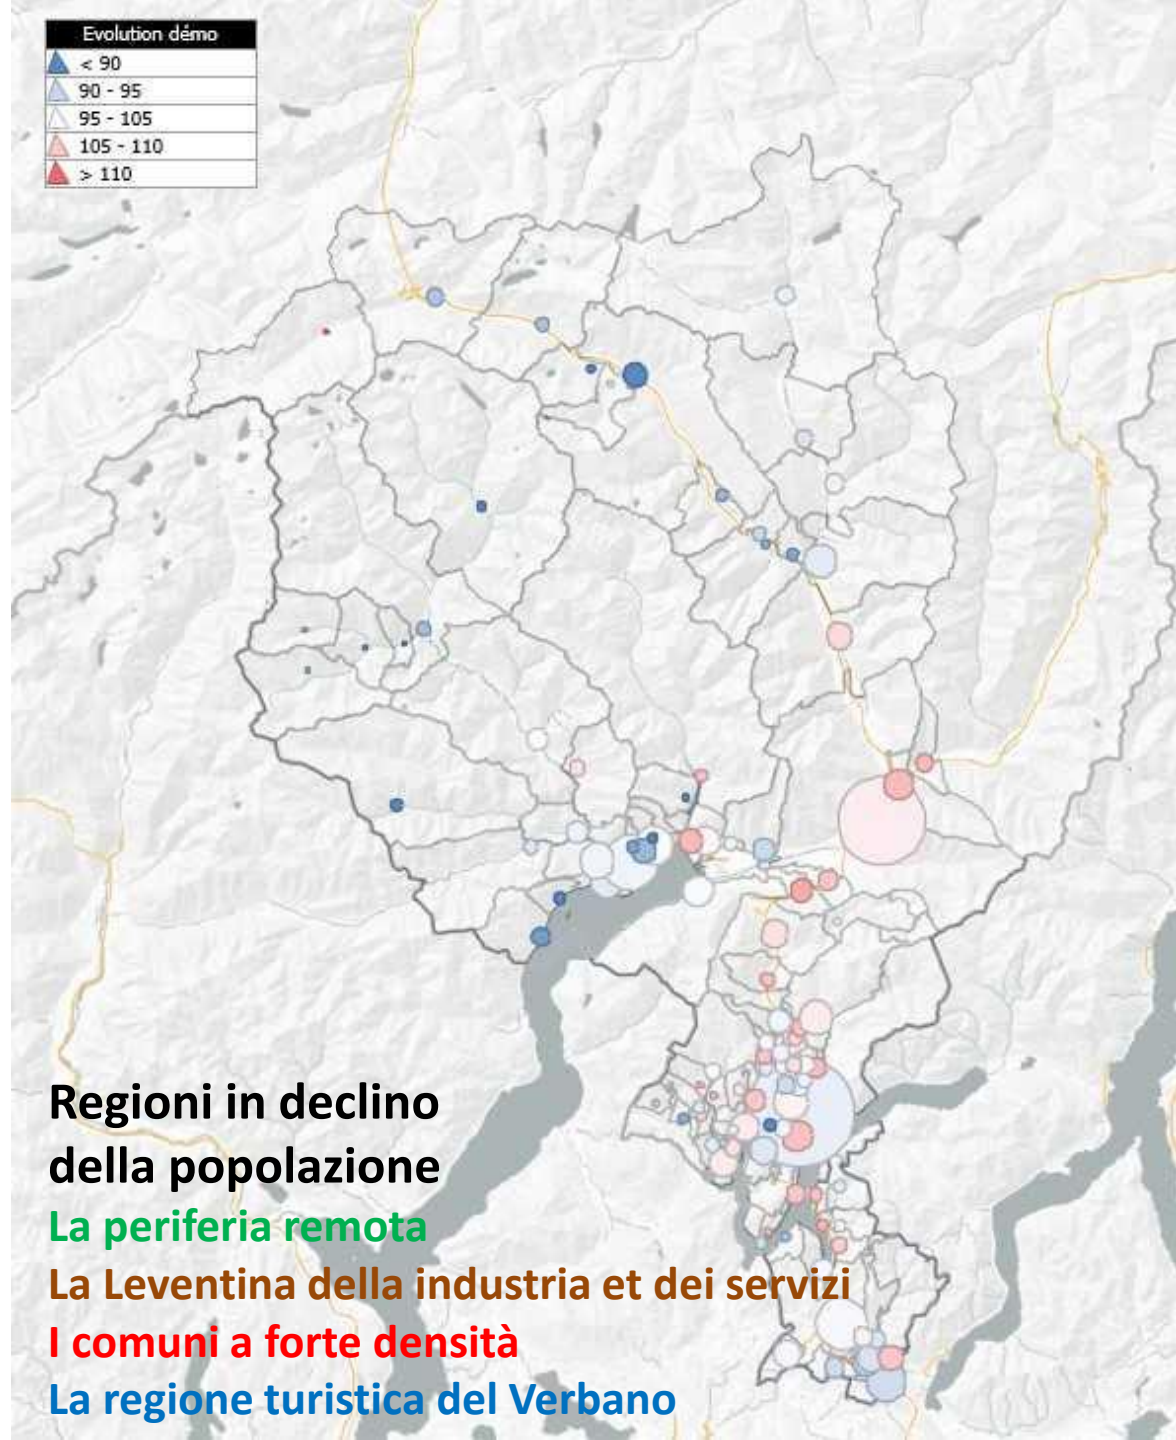 Evolution démo
< 90
90 - 95
95 - 105
105 - 110
> 110
Regioni in declino
della popolazione
La periferia remota
La Leventina della industria et dei servizi
I comuni a forte densità
La regione turistica del Verbano